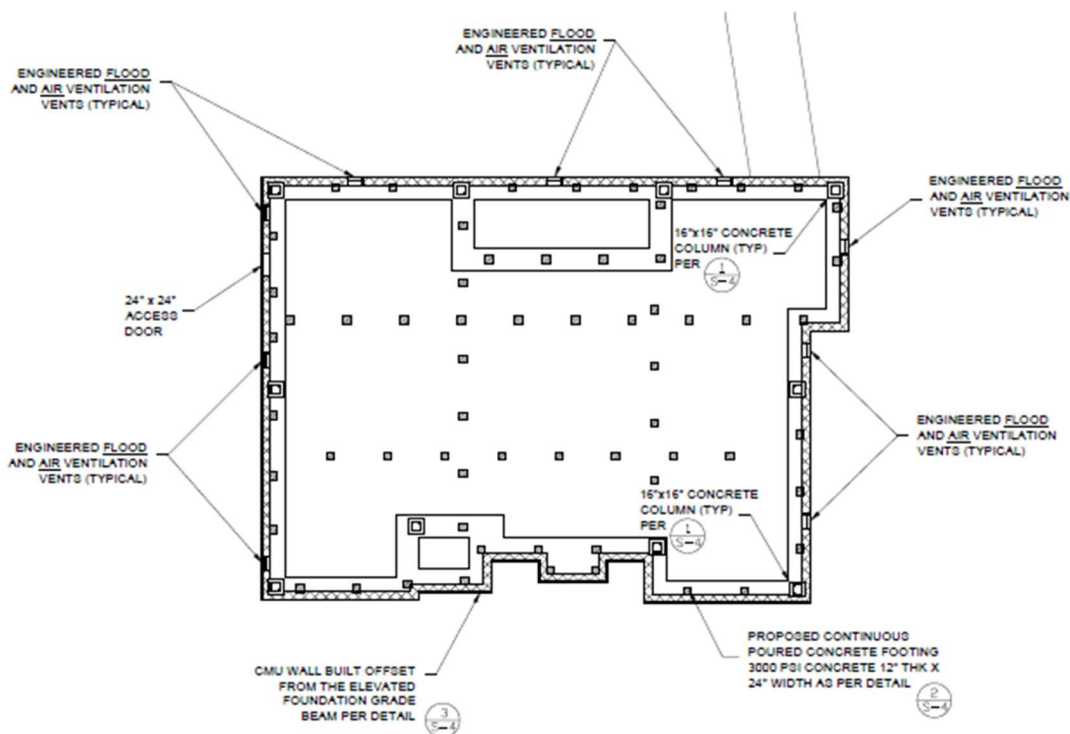 ENGINEERED FLOOD
AND AIR VENTILATION
VENTS (TYPICAL)
ENGINEERED FLOOD
AND AIR VENTILATION
VENTS (TYPICAL)
ENGINEERED FLOOD
AND AIR VENTILATION
VENTS (TYPICAL)
16"x16" CONCRETE
COLUMN (TYP)
PER
1
S-4
24" x 24"
ACCESS
DOOR
ENGINEERED FLOOD
AND AIR VENTILATION
VENTS (TYPICAL)
ENGINEERED FLOOD
AND AIR VENTILATION
VENTS (TYPICAL)
16"x16" CONCRETE
COLUMN (TYP)
PER
1
S-4
CMU WALL BUILT OFFSET
FROM THE ELEVATED
FOUNDATION GRADE
BEAM PER DETAIL
3
S-4
PROPOSED CONTINUOUS
POURED CONCRETE FOOTING
3000 PSI CONCRETE 12" THK X
24" WIDTH AS PER DETAIL
2
S-4